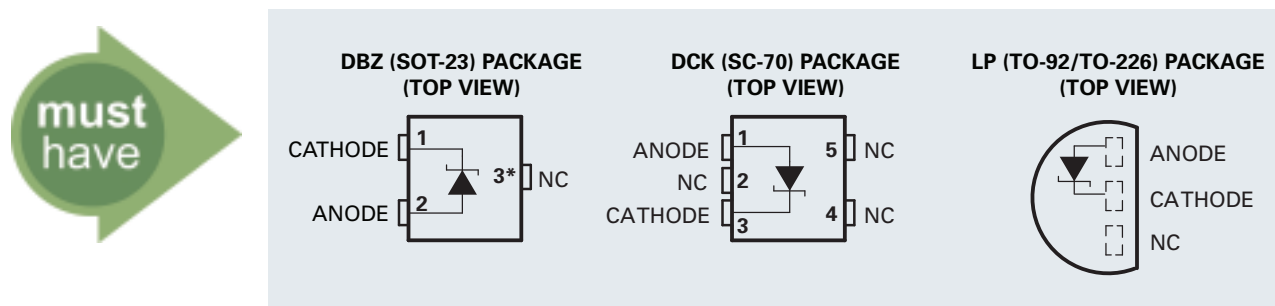 must
have
DBZ (SOT-23) PACKAGE
(TOP VIEW)
CATHODE
1
3*
NC
ANODE
2
DCK (SC-70) PACKAGE
(TOP VIEW)
ANODE
1
5
NC
NC
2
CATHODE
3
4
NC
LP (TO-92/TO-226) PACKAGE
(TOP VIEW)
ANODE
CATHODE
NC